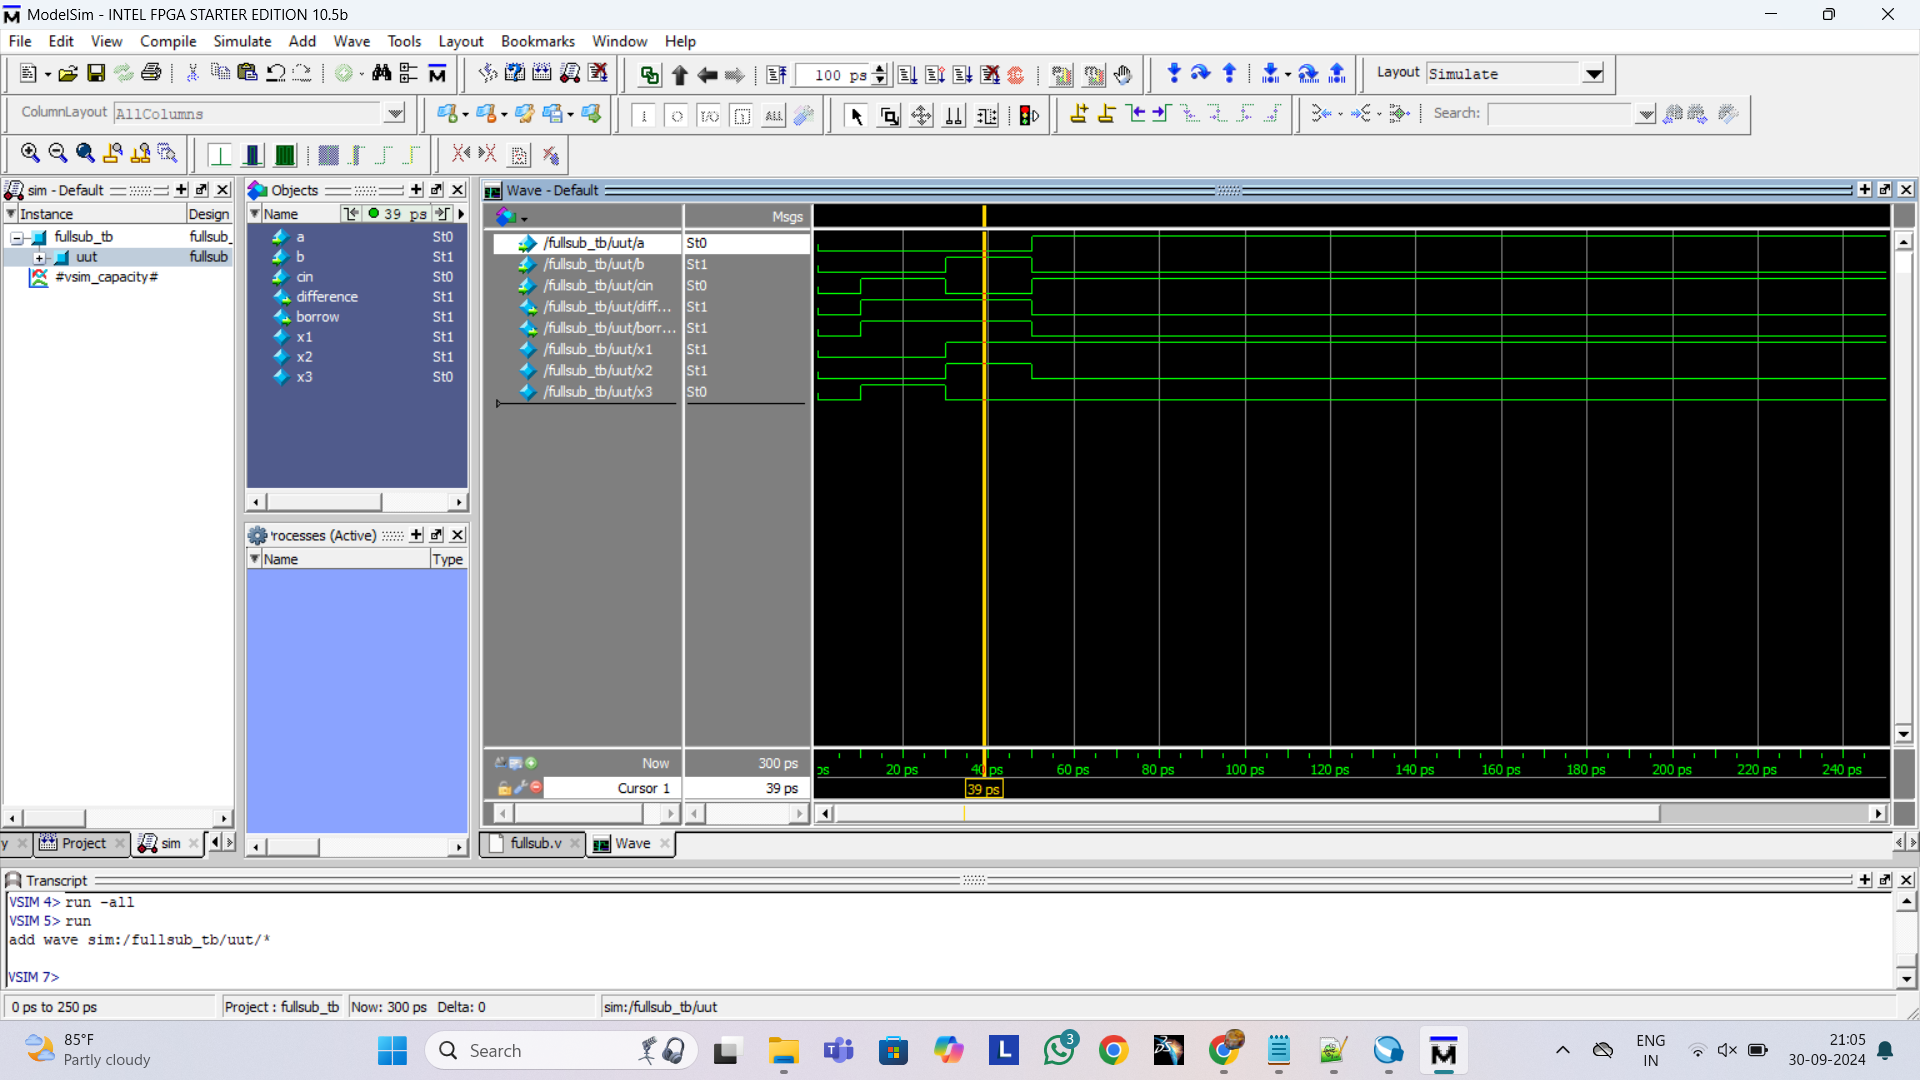 ModelSim - INTEL FPGA STARTER EDITION 10.5b
File Edit View Compile Simulate Add Wave Tools Layout Bookmarks Window Help
100 ps
Layout Simulate
ColumnLayout AllColumns
Search:
sim - Default
Instance Design
fullsub_tb fullsub_
uut fullsub
#vsim_capacity#
Objects
Name 39 ps
a St0
b St1
cin St0
difference St1
borrow St1
x1 St1
x2 St1
x3 St0
rocesses (Active)
Name Type
Wave - Default
Msgs
/fullsub_tb/uut/a St0
/fullsub_tb/uut/b St1
/fullsub_tb/uut/cin St0
/fullsub_tb/uut/diff... St1
/fullsub_tb/uut/borr... St1
/fullsub_tb/uut/x1 St1
/fullsub_tb/uut/x2 St1
/fullsub_tb/uut/x3 St0
Now 300 ps
Cursor 1 39 ps
ps 20 ps 40 ps 60 ps 80 ps 100 ps 120 ps 140 ps 160 ps 180 ps 200 ps 220 ps 240 ps
39 ps
y Project sim
fullsub.v Wave
Transcript
VSIM 4> run -all
VSIM 5> run
add wave sim:/fullsub_tb/uut/*
VSIM 7>
0 ps to 250 ps Project : fullsub_tb Now: 300 ps Delta: 0 sim:/fullsub_tb/uut
85°F
Partly cloudy
Search
L
3
ENG
IN
21:05
30-09-2024